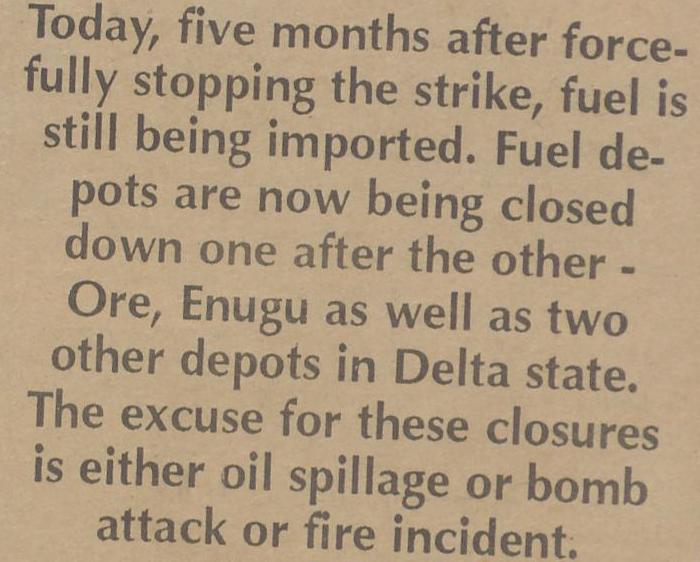 Today, five months after force-
fully stopping the strike, fuel is
still being imported. Fuel de-
pots are now being closed
down one after the other -
Ore, Enugu as well as two
other depots in Delta state.
The excuse for these closures
is either oil spillage or bomb
attack or fire incident.